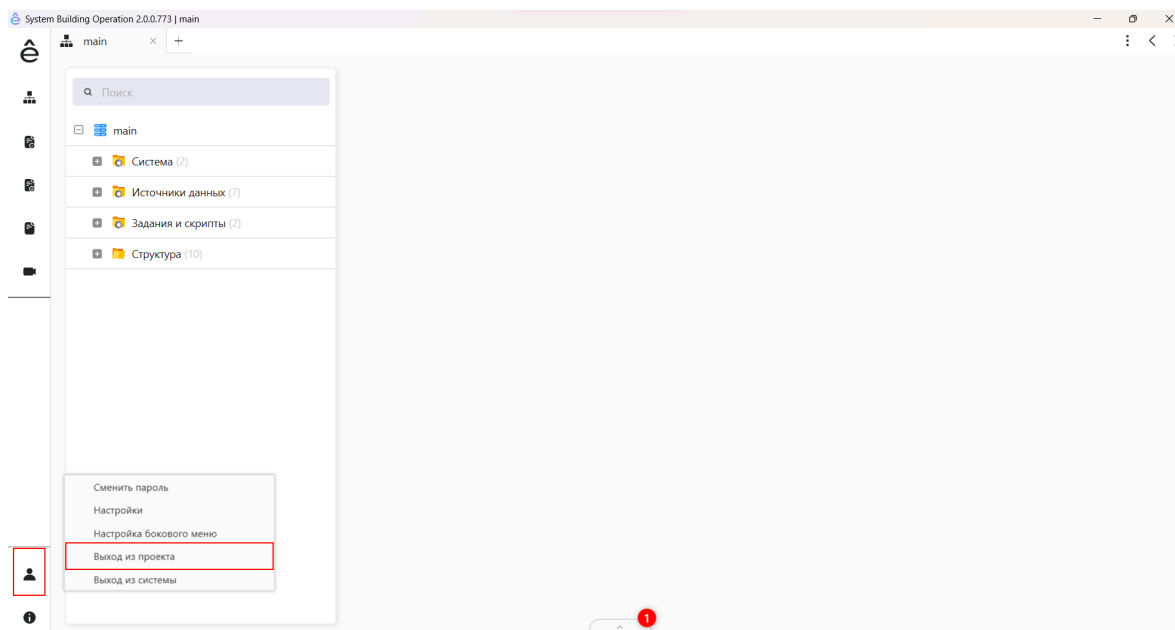 System Building Operation 2.0.0.773 | main
main
Поиск
main
Система (2)
Источники данных (7)
Задания и скрипты (2)
Структура (10)
Сменить пароль
Настройки
Настройка бокового меню
Выход из проекта
Выход из системы
1